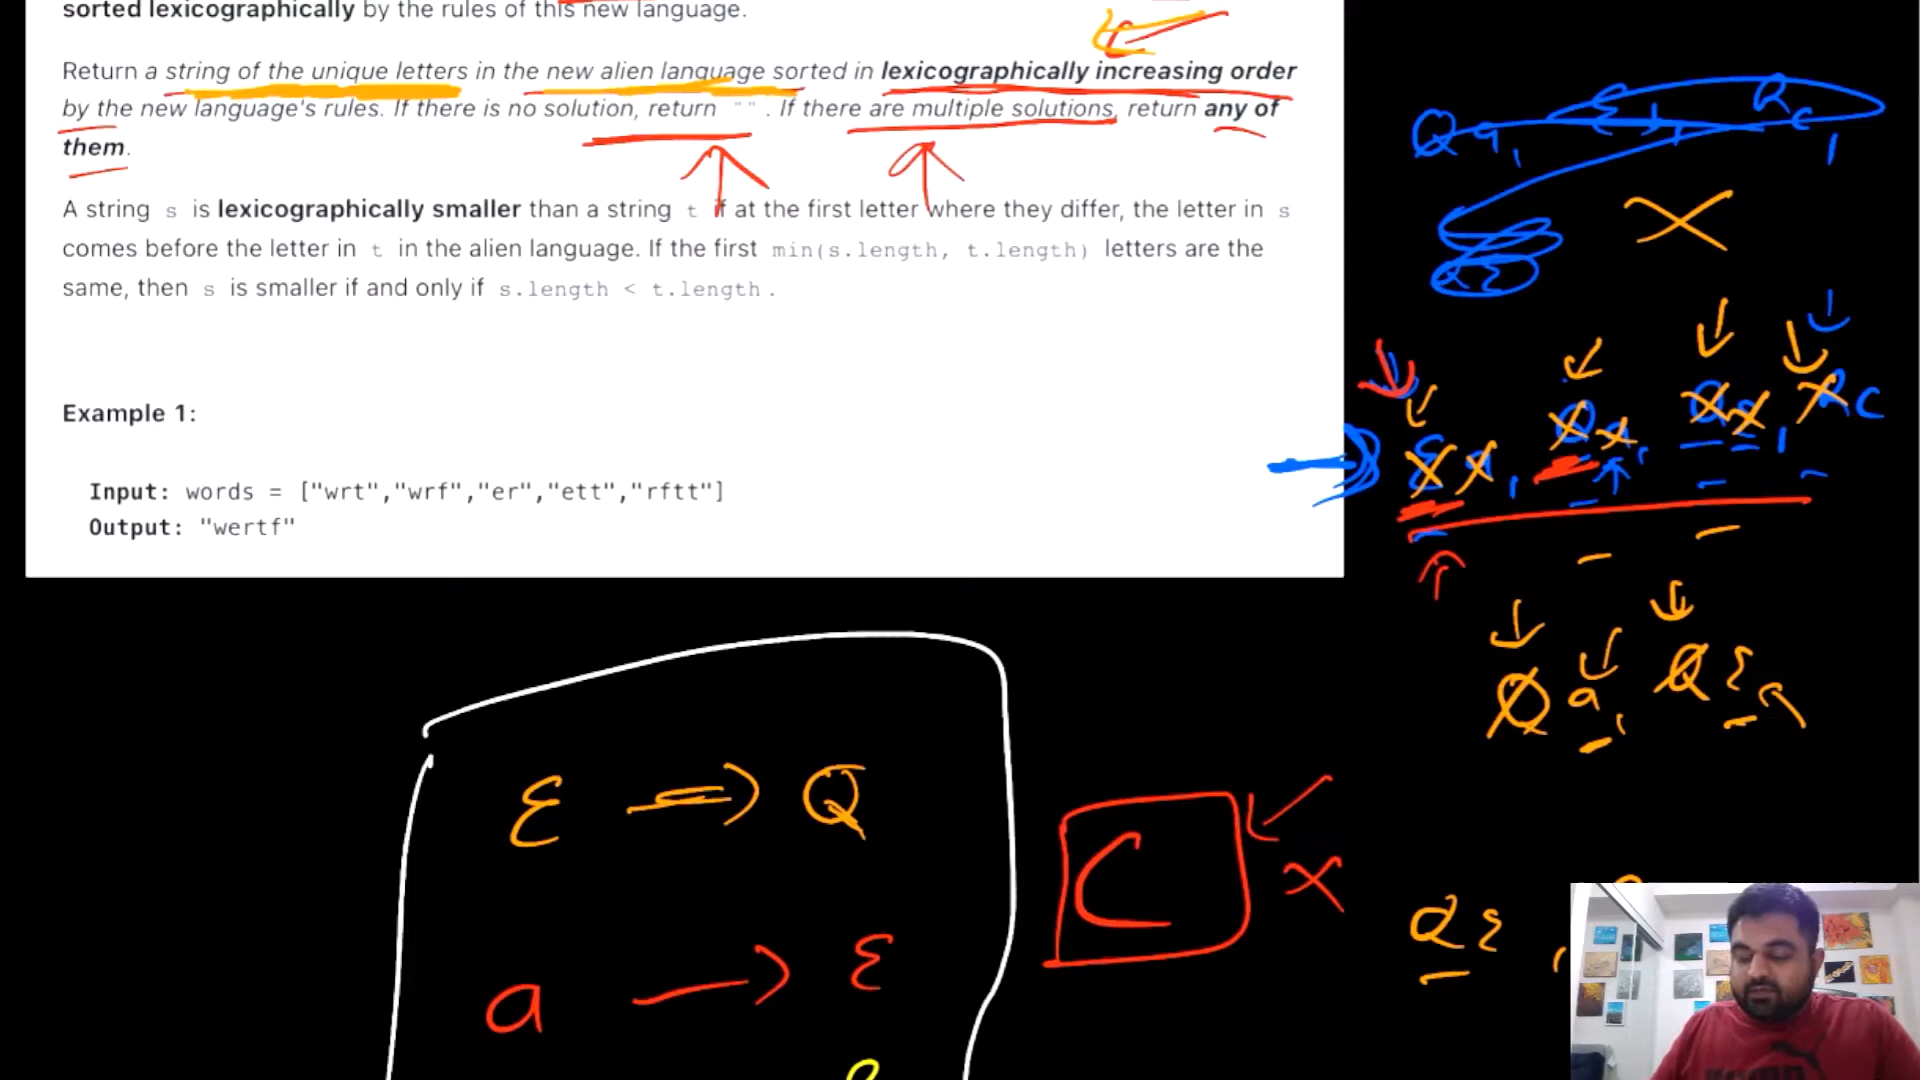 sorted lexicographically by the rules of this new language.
Return a string of the unique letters in the new alien language sorted in lexicographically increasing order
by the new language's rules. If there is no solution, return "". If there are multiple solutions, return any of
them.
A string s is lexicographically smaller than a string t if at the first letter where they differ, the letter in s
comes before the letter in t in the alien language. If the first min(s.length, t.length) letters are the
same, then s is smaller if and only if s.length < t.length.
Example 1:
Input: words = ["wrt","wrf","er","ett","rftt"]
Output: "wertf"
Ɛ → Q
C
a → Ɛ